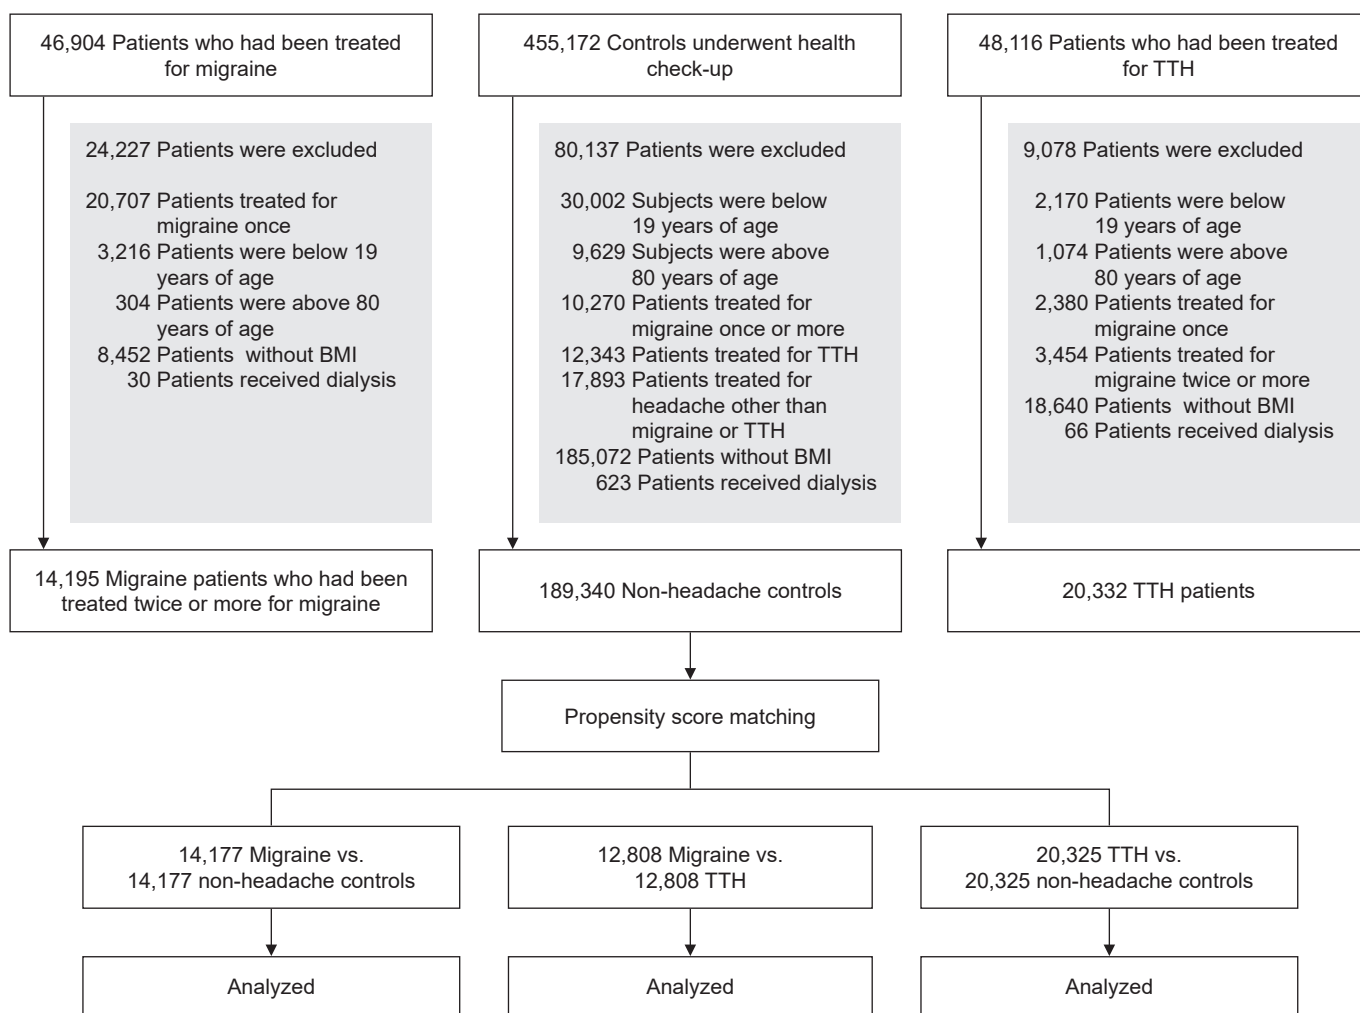 46,904 Patients who had been treated
for migraine
455,172 Controls underwent health
check-up
48,116 Patients who had been treated
for TTH
24,227 Patients were excluded
20,707 Patients treated for
migraine once
3,216 Patients were below 19
years of age
304 Patients were above 80
years of age
8,452 Patients without BMI
30 Patients received dialysis
80,137 Patients were excluded
30,002 Subjects were below
19 years of age
9,629 Subjects were above
80 years of age
10,270 Patients treated for
migraine once or more
12,343 Patients treated for TTH
17,893 Patients treated for
headache other than
migraine or TTH
185,072 Patients without BMI
623 Patients received dialysis
9,078 Patients were excluded
2,170 Patients were below
19 years of age
1,074 Patients were above
80 years of age
2,380 Patients treated for
migraine once
3,454 Patients treated for
migraine twice or more
18,640 Patients without BMI
66 Patients received dialysis
14,195 Migraine patients who had been
treated twice or more for migraine
189,340 Non-headache controls
20,332 TTH patients
Propensity score matching
14,177 Migraine vs.
14,177 non-headache controls
12,808 Migraine vs.
12,808 TTH
20,325 TTH vs.
20,325 non-headache controls
Analyzed
Analyzed
Analyzed